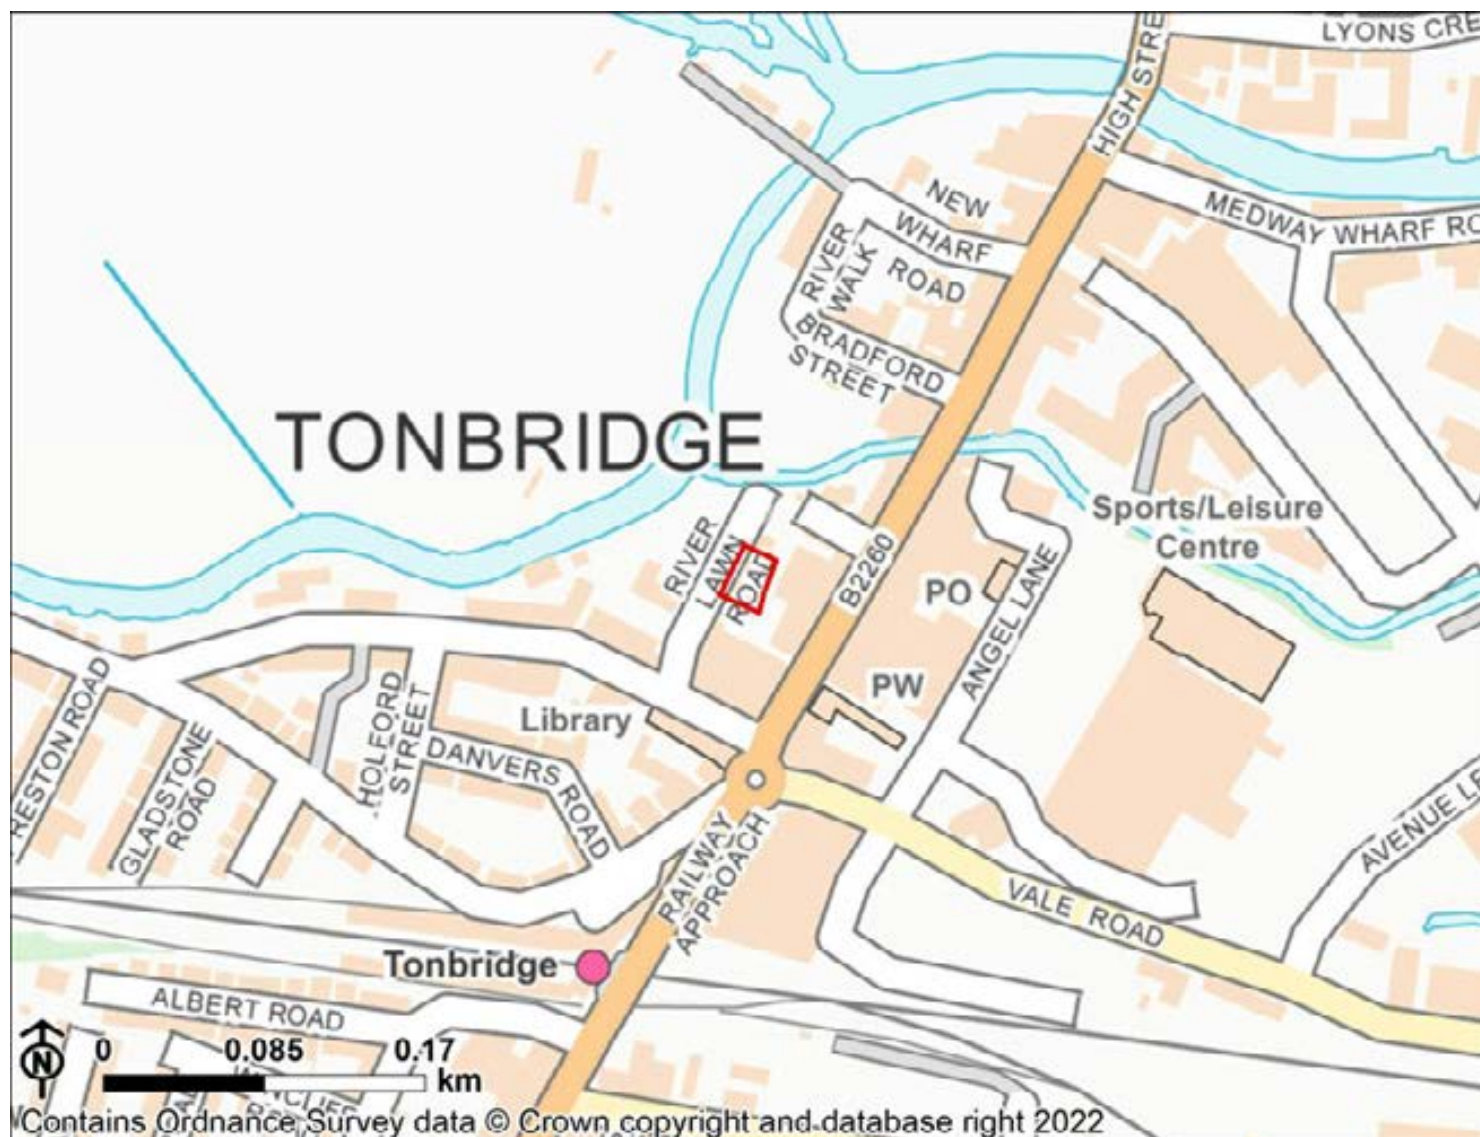 LYONS CRE
HIGH STRE
NEW
WHARF
ROAD
MEDWAY WHARF RO
RIVER
WALK
BRADFORD
STREET
TONBRIDGE
Sports/Leisure
Centre
RIVER
LAWN
ROAD
B2260
PO
ANGEL LANE
PW
Library
HOLFORD
STREET
DANVERS ROAD
RESTON ROAD
GLADSTONE
ROAD
RAILWAY
APPROACH
VALE ROAD
AVENUE LE
Tonbridge
ALBERT ROAD
N
0 0.085 0.17
km
Contains Ordnance Survey data © Crown copyright and database right 2022